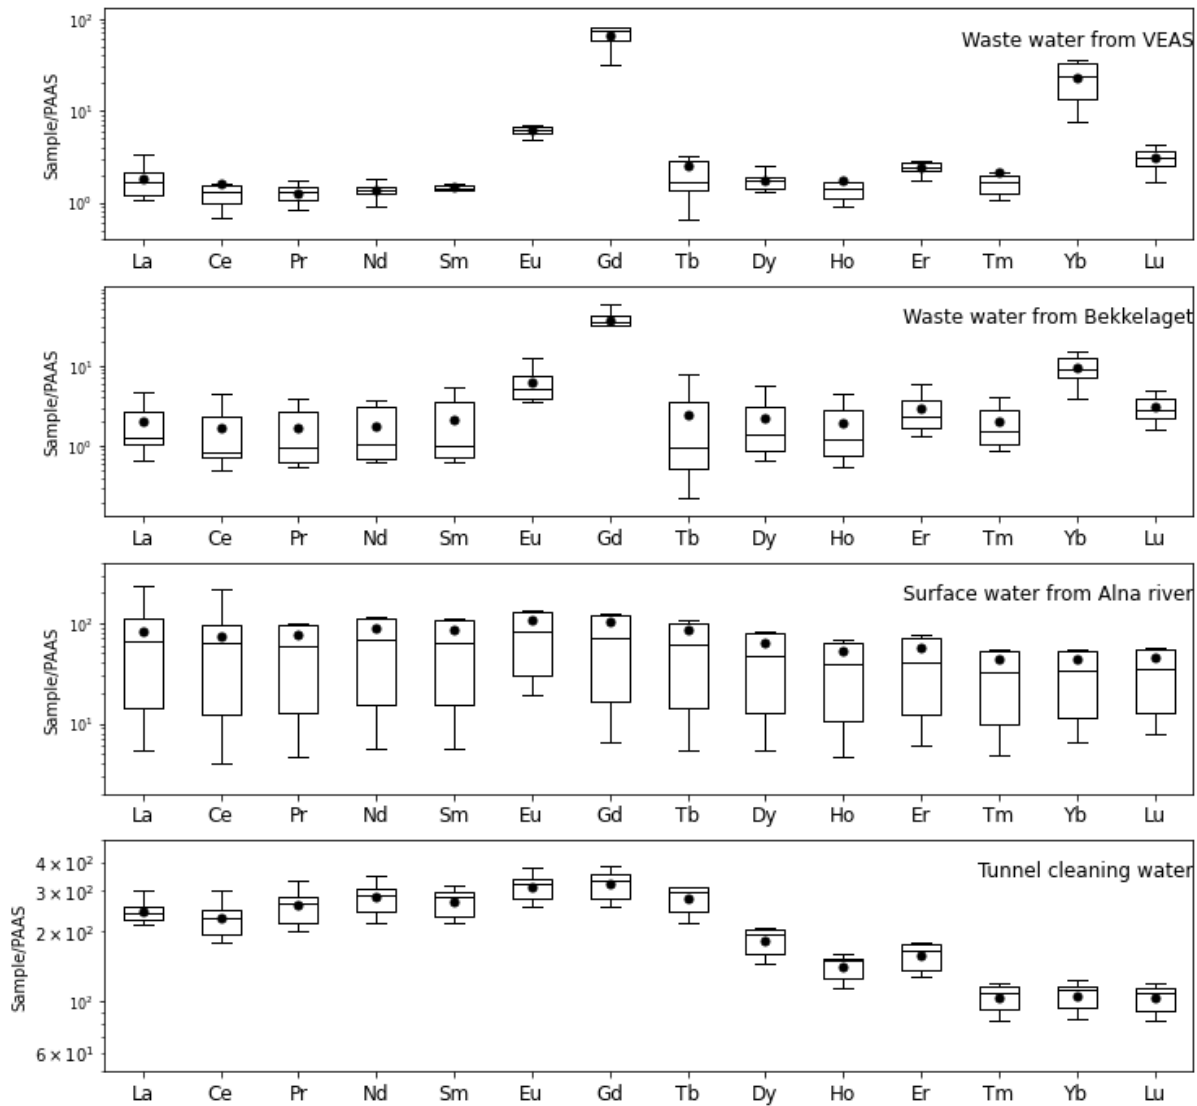 Waste water from VEAS
Sample/PAAS
10²
10¹
10⁰
La Ce Pr Nd Sm Eu Gd Tb Dy Ho Er Tm Yb Lu
Waste water from Bekkelaget
Sample/PAAS
10¹
10⁰
La Ce Pr Nd Sm Eu Gd Tb Dy Ho Er Tm Yb Lu
Surface water from Alna river
Sample/PAAS
10²
10¹
La Ce Pr Nd Sm Eu Gd Tb Dy Ho Er Tm Yb Lu
Tunnel cleaning water
Sample/PAAS
4 × 10²
3 × 10²
2 × 10²
10²
6 × 10¹
La Ce Pr Nd Sm Eu Gd Tb Dy Ho Er Tm Yb Lu